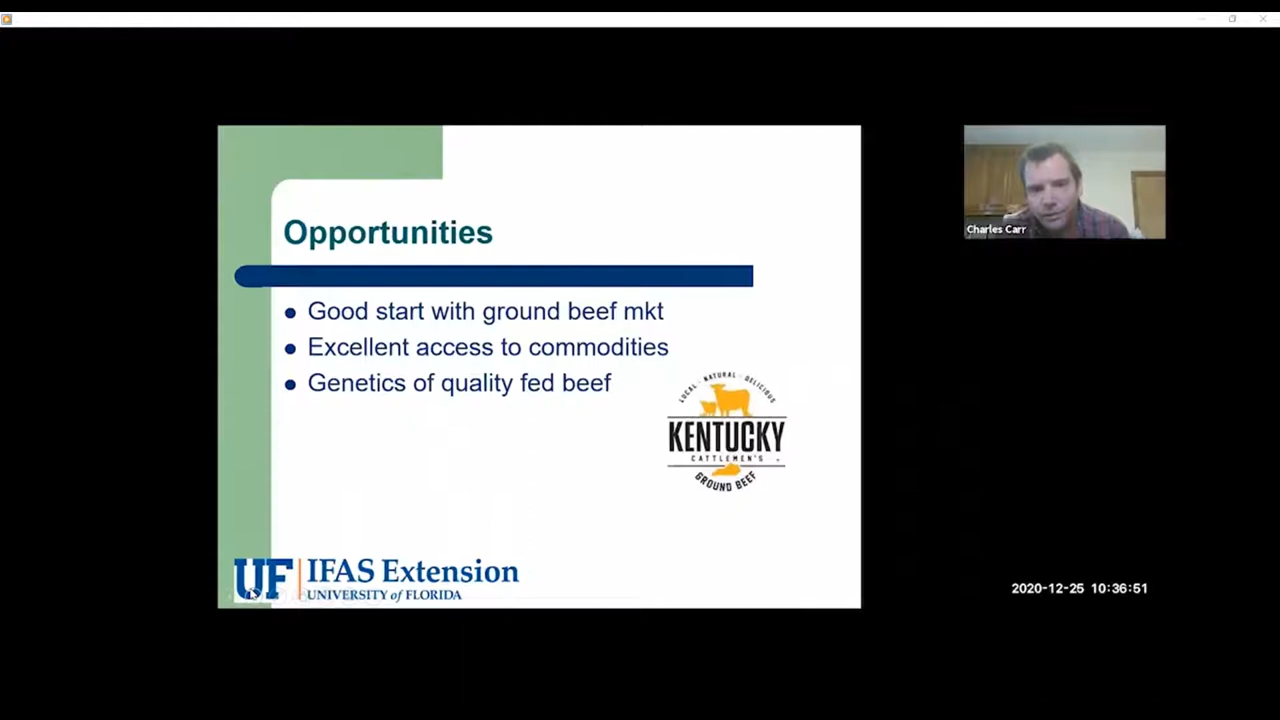 Opportunities
Good start with ground beef mkt
Excellent access to commodities
Genetics of quality fed beef
LOCAL · NATURAL · DELICIOUS
KENTUCKY
CATTLEMEN'S
GROUND BEEF
UF IFAS Extension
UNIVERSITY of FLORIDA
Charles Carr
2020-12-25 10:36:51